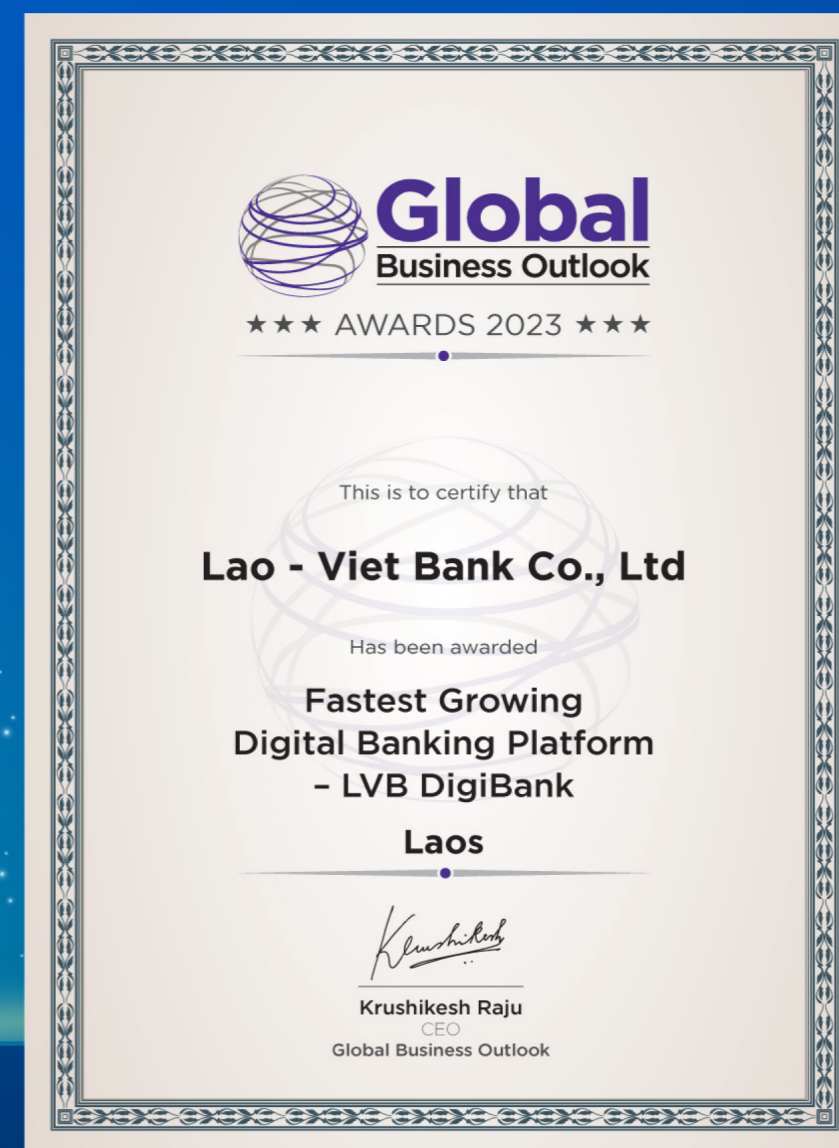 Global
Business Outlook
★★★ AWARDS 2023 ★★★
This is to certify that
Lao - Viet Bank Co., Ltd
Has been awarded
Fastest Growing
Digital Banking Platform
– LVB DigiBank
Laos
Krushikesh
Krushikesh Raju
CEO
Global Business Outlook